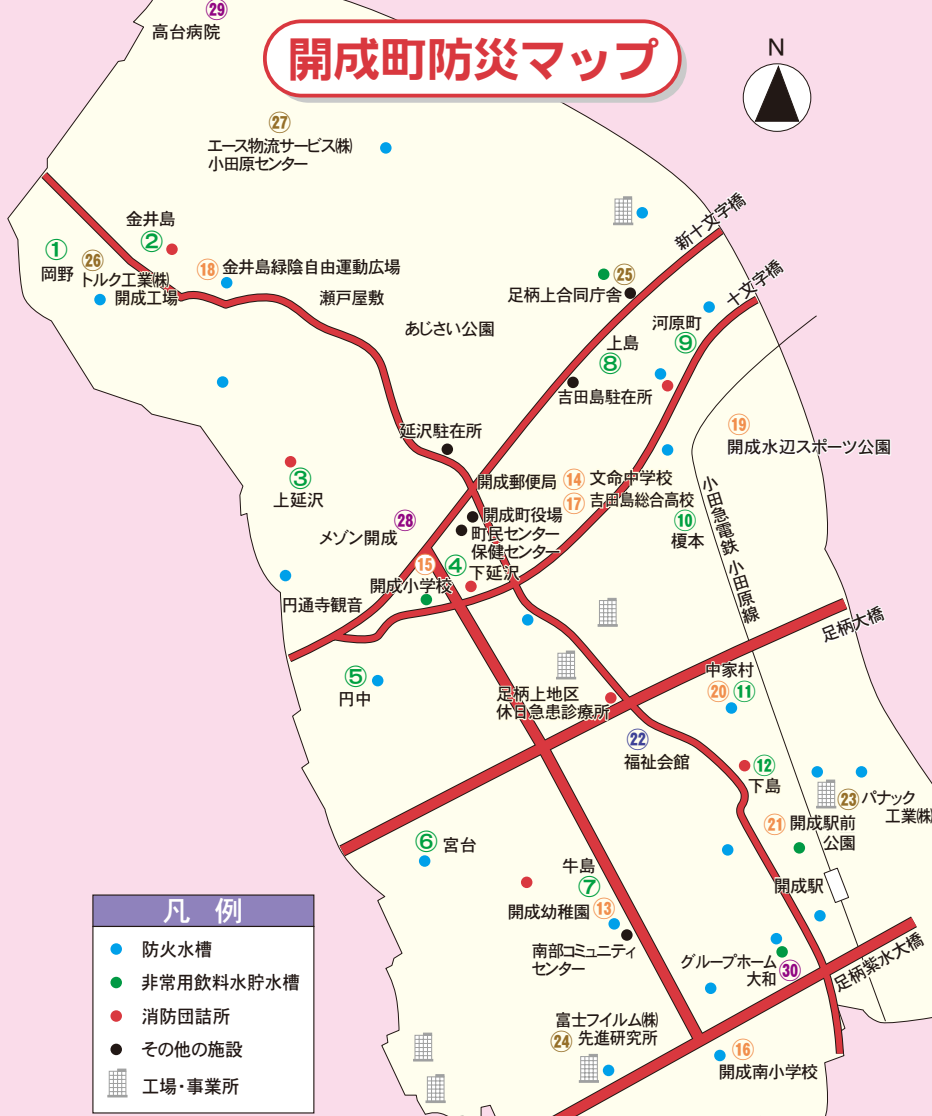 ㉙
高台病院
開成町防災マップ
N
㉗
エース物流サービス㈱
小田原センター
新十文字橋
金井島
②
①
岡野
㉖
トルク工業㈱
開成工場
⑱ 金井島緑陰自由運動広場
瀬戸屋敷
あじさい公園
㉕
足柄上合同庁舎
十文字橋
河原町
⑨
上島
⑧
吉田島駐在所
延沢駐在所
⑲
開成水辺スポーツ公園
③
上延沢
開成郵便局
⑭ 文命中学校
⑰ 吉田島総合高校
小田急電鉄 小田原線
㉘
メゾン開成
開成町役場
町民センター
保健センター
⑩
榎本
⑮ ④
下延沢
開成小学校
円通寺観音
足柄大橋
⑤
円中
中家村
⑳ ⑪
足柄上地区
休日急患診療所
㉒
福祉会館
⑫
下島
㉓ パナック
工業㈱
㉑ 開成駅前
公園
⑥ 宮台
牛島
⑦
開成幼稚園 ⑬
開成駅
南部コミュニティ
センター
グループホーム
大和 ㉚
足柄紫水大橋
富士フイルム㈱
㉔ 先進研究所
⑯
開成南小学校
凡 例
防火水槽
非常用飲料水貯水槽
消防団詰所
その他の施設
工場・事業所